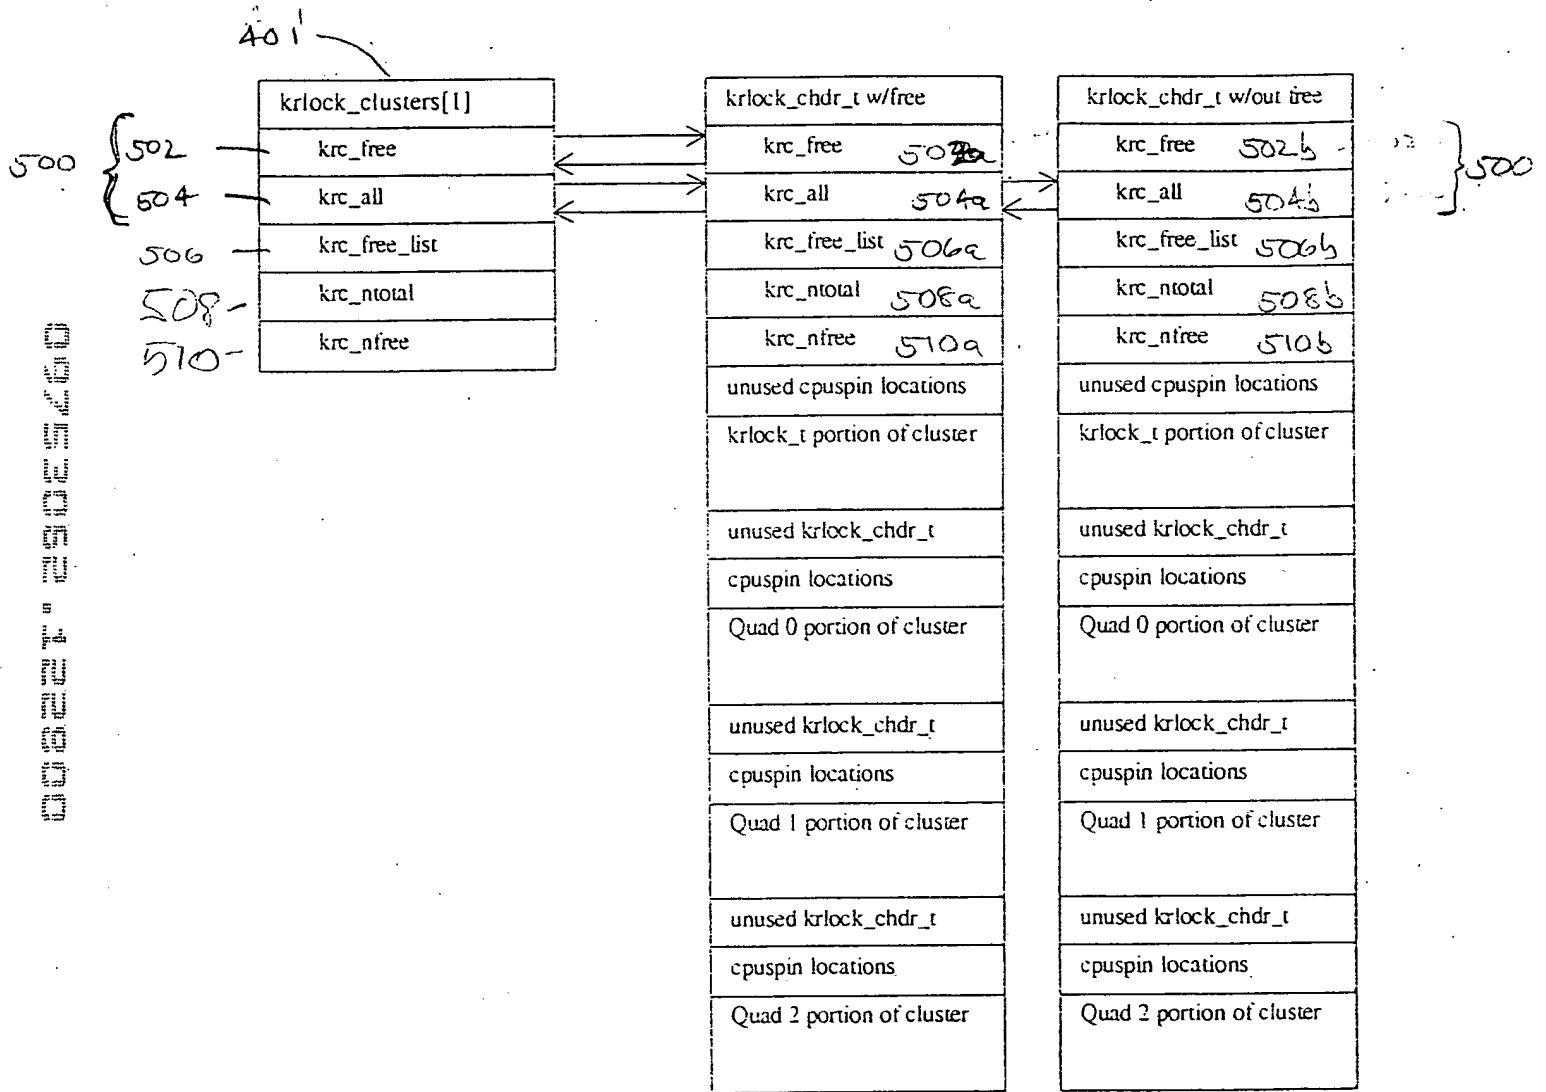 401
krlock_clusters[1]
krc_free
krc_all
krc_free_list
krc_ntotal
krc_nfree
500
502
504
506
508
510
krlock_chdr_t w/free
krc_free 502a
krc_all 504a
krc_free_list 506a
krc_ntotal 508a
krc_nfree 510a
unused cpuspin locations
krlock_t portion of cluster
unused krlock_chdr_t
cpuspin locations
Quad 0 portion of cluster
unused krlock_chdr_t
cpuspin locations
Quad 1 portion of cluster
unused krlock_chdr_t
cpuspin locations
Quad 2 portion of cluster
krlock_chdr_t w/out free
krc_free 502b
krc_all 504b
krc_free_list 506b
krc_ntotal 508b
krc_nfree 510b
unused cpuspin locations
krlock_t portion of cluster
unused krlock_chdr_t
cpuspin locations
Quad 0 portion of cluster
unused krlock_chdr_t
cpuspin locations
Quad 1 portion of cluster
unused krlock_chdr_t
cpuspin locations
Quad 2 portion of cluster
500
09753062.122800